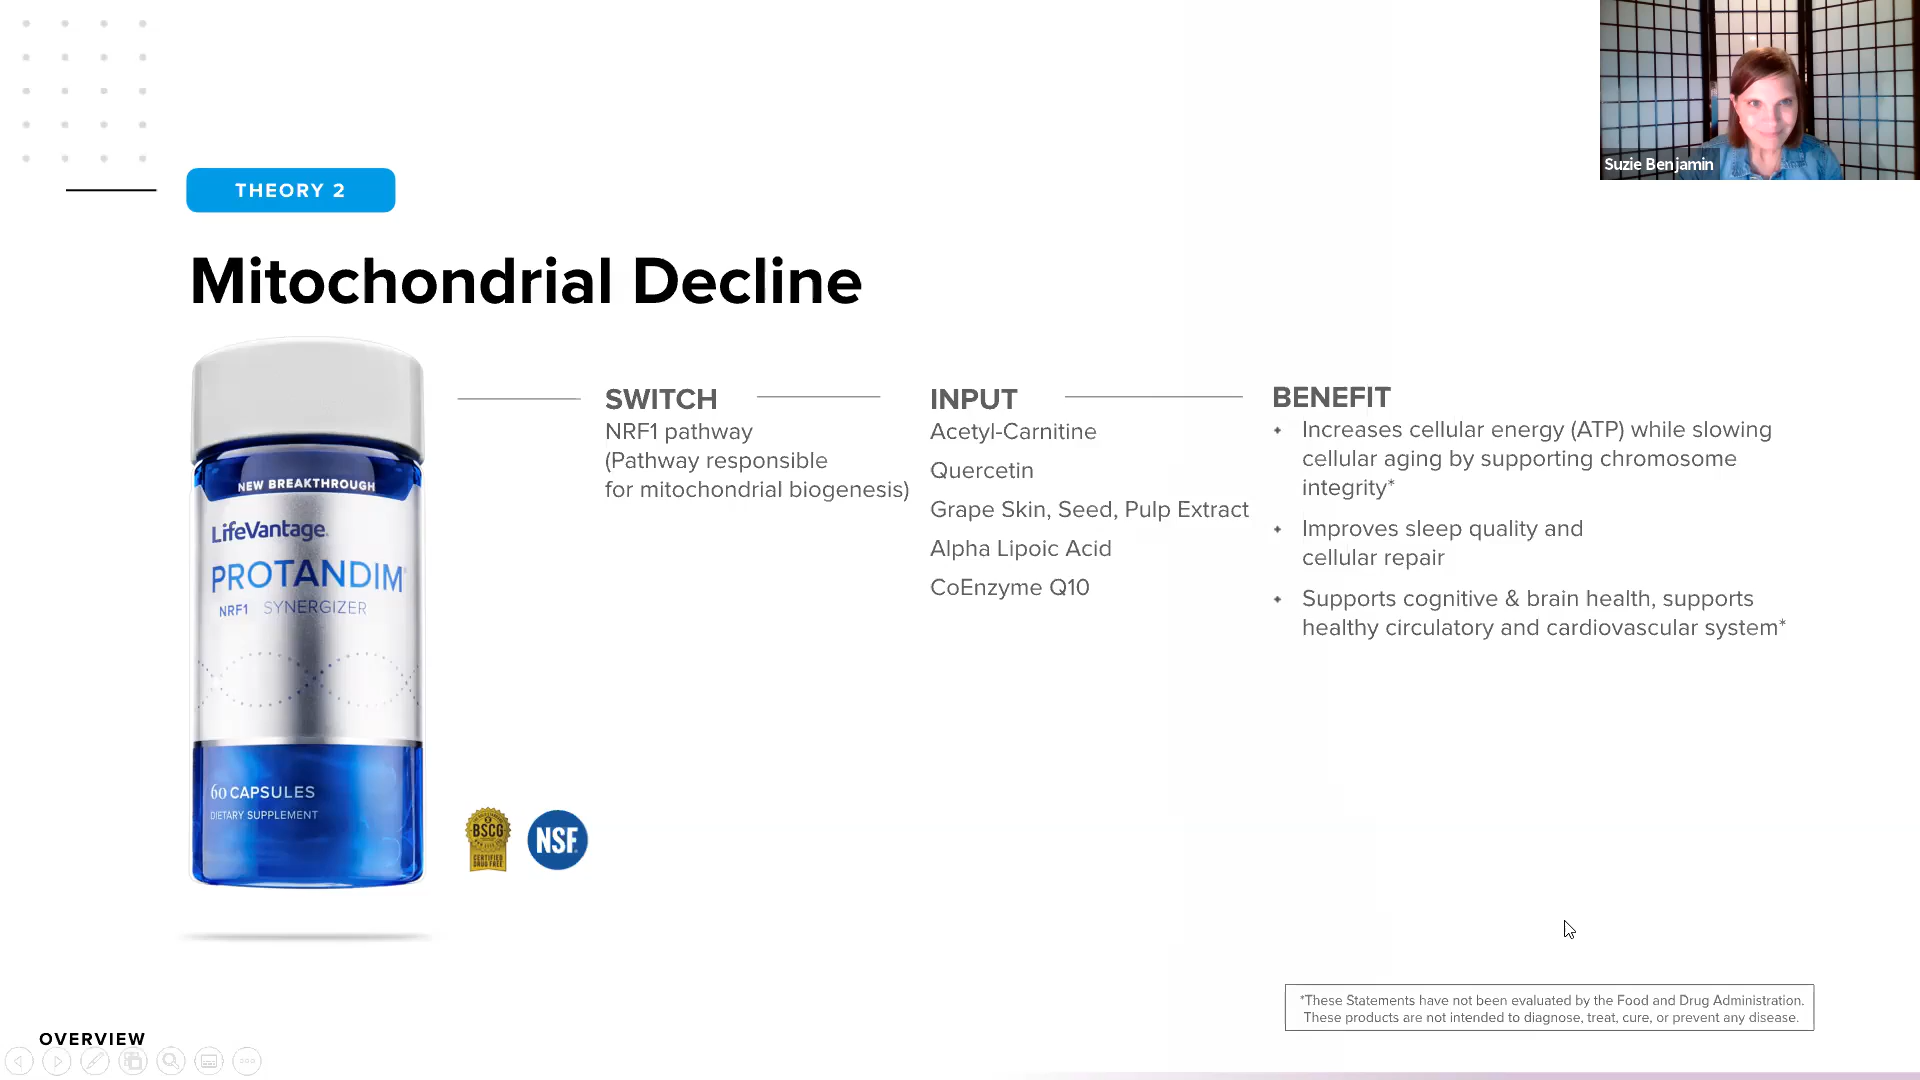 Suzie Benjamin
THEORY 2
Mitochondrial Decline
NEW BREAKTHROUGH
LifeVantage
PROTANDIM
NRF1 SYNERGIZER
60 CAPSULES
DIETARY SUPPLEMENT
BSCG
CERTIFIED
DRUG FREE
NSF
SWITCH
NRF1 pathway
(Pathway responsible
for mitochondrial biogenesis)
INPUT
Acetyl-Carnitine
Quercetin
Grape Skin, Seed, Pulp Extract
Alpha Lipoic Acid
CoEnzyme Q10
BENEFIT
• Increases cellular energy (ATP) while slowing
cellular aging by supporting chromosome
integrity*
• Improves sleep quality and
cellular repair
• Supports cognitive & brain health, supports
healthy circulatory and cardiovascular system*
*These Statements have not been evaluated by the Food and Drug Administration.
These products are not intended to diagnose, treat, cure, or prevent any disease.
OVERVIEW